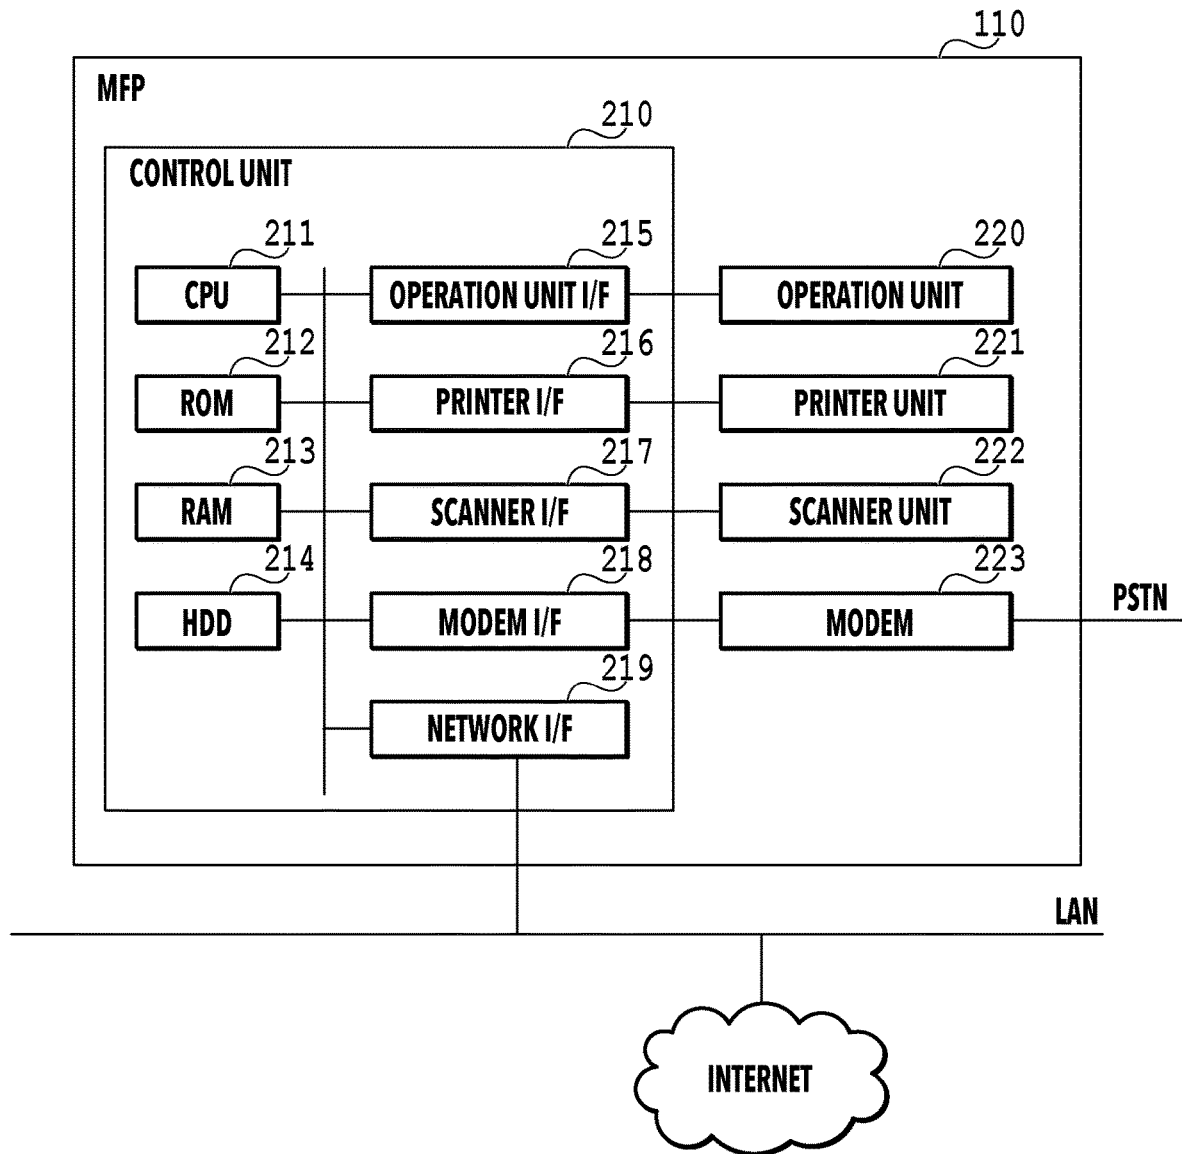 110
MFP
210
CONTROL UNIT
211 215 220
CPU OPERATION UNIT I/F OPERATION UNIT
212 216 221
ROM PRINTER I/F PRINTER UNIT
213 217 222
RAM SCANNER I/F SCANNER UNIT
214 218 223
HDD MODEM I/F MODEM PSTN
219
NETWORK I/F
LAN
INTERNET